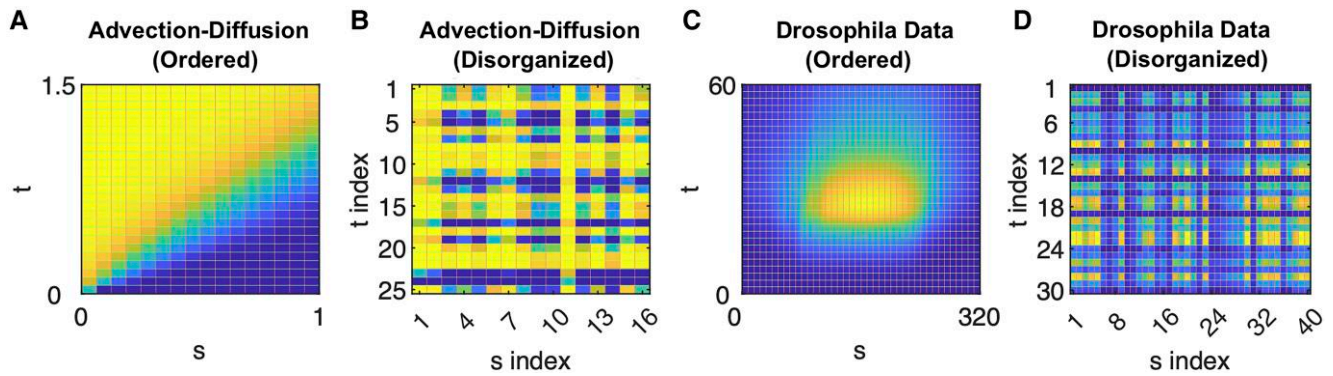 A
Advection-Diffusion
(Ordered)
1.5
t
0
0
1
s
B
Advection-Diffusion
(Disorganized)
1
5
10
15
20
25
t index
1
4
7
10
13
16
s index
C
Drosophila Data
(Ordered)
60
t
0
0
320
s
D
Drosophila Data
(Disorganized)
1
6
12
18
24
30
t index
1
8
16
24
32
40
s index